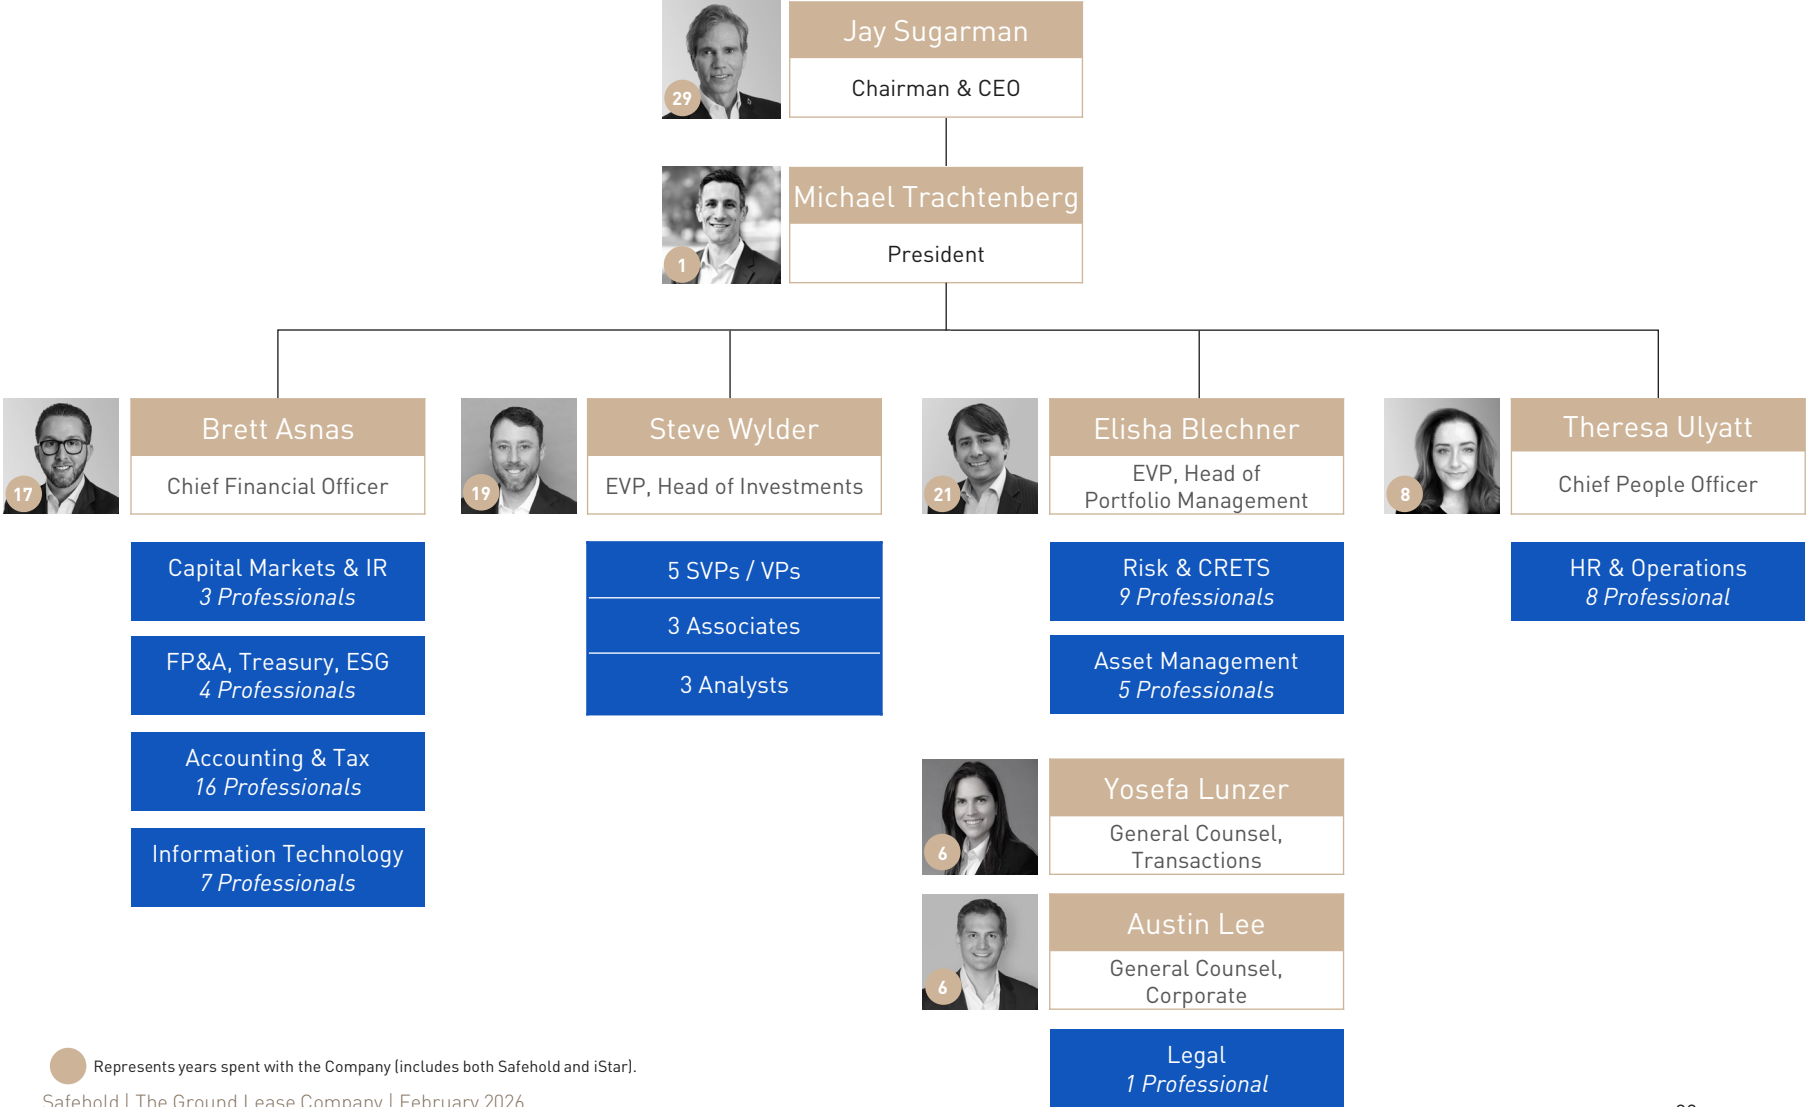 Jay Sugarman
Chairman & CEO
29
Michael Trachtenberg
President
1
Brett Asnas
Chief Financial Officer
17
Steve Wylder
EVP, Head of Investments
19
Elisha Blechner
EVP, Head of
Portfolio Management
21
Theresa Ulyatt
Chief People Officer
8
Capital Markets & IR
3 Professionals
FP&A, Treasury, ESG
4 Professionals
Accounting & Tax
16 Professionals
Information Technology
7 Professionals
5 SVPs / VPs
3 Associates
3 Analysts
Risk & CRETS
9 Professionals
Asset Management
5 Professionals
HR & Operations
8 Professional
Yosefa Lunzer
General Counsel,
Transactions
6
Austin Lee
General Counsel,
Corporate
6
Legal
1 Professional
Represents years spent with the Company (includes both Safehold and iStar).
Safehold | The Ground Lease Company | February 2026